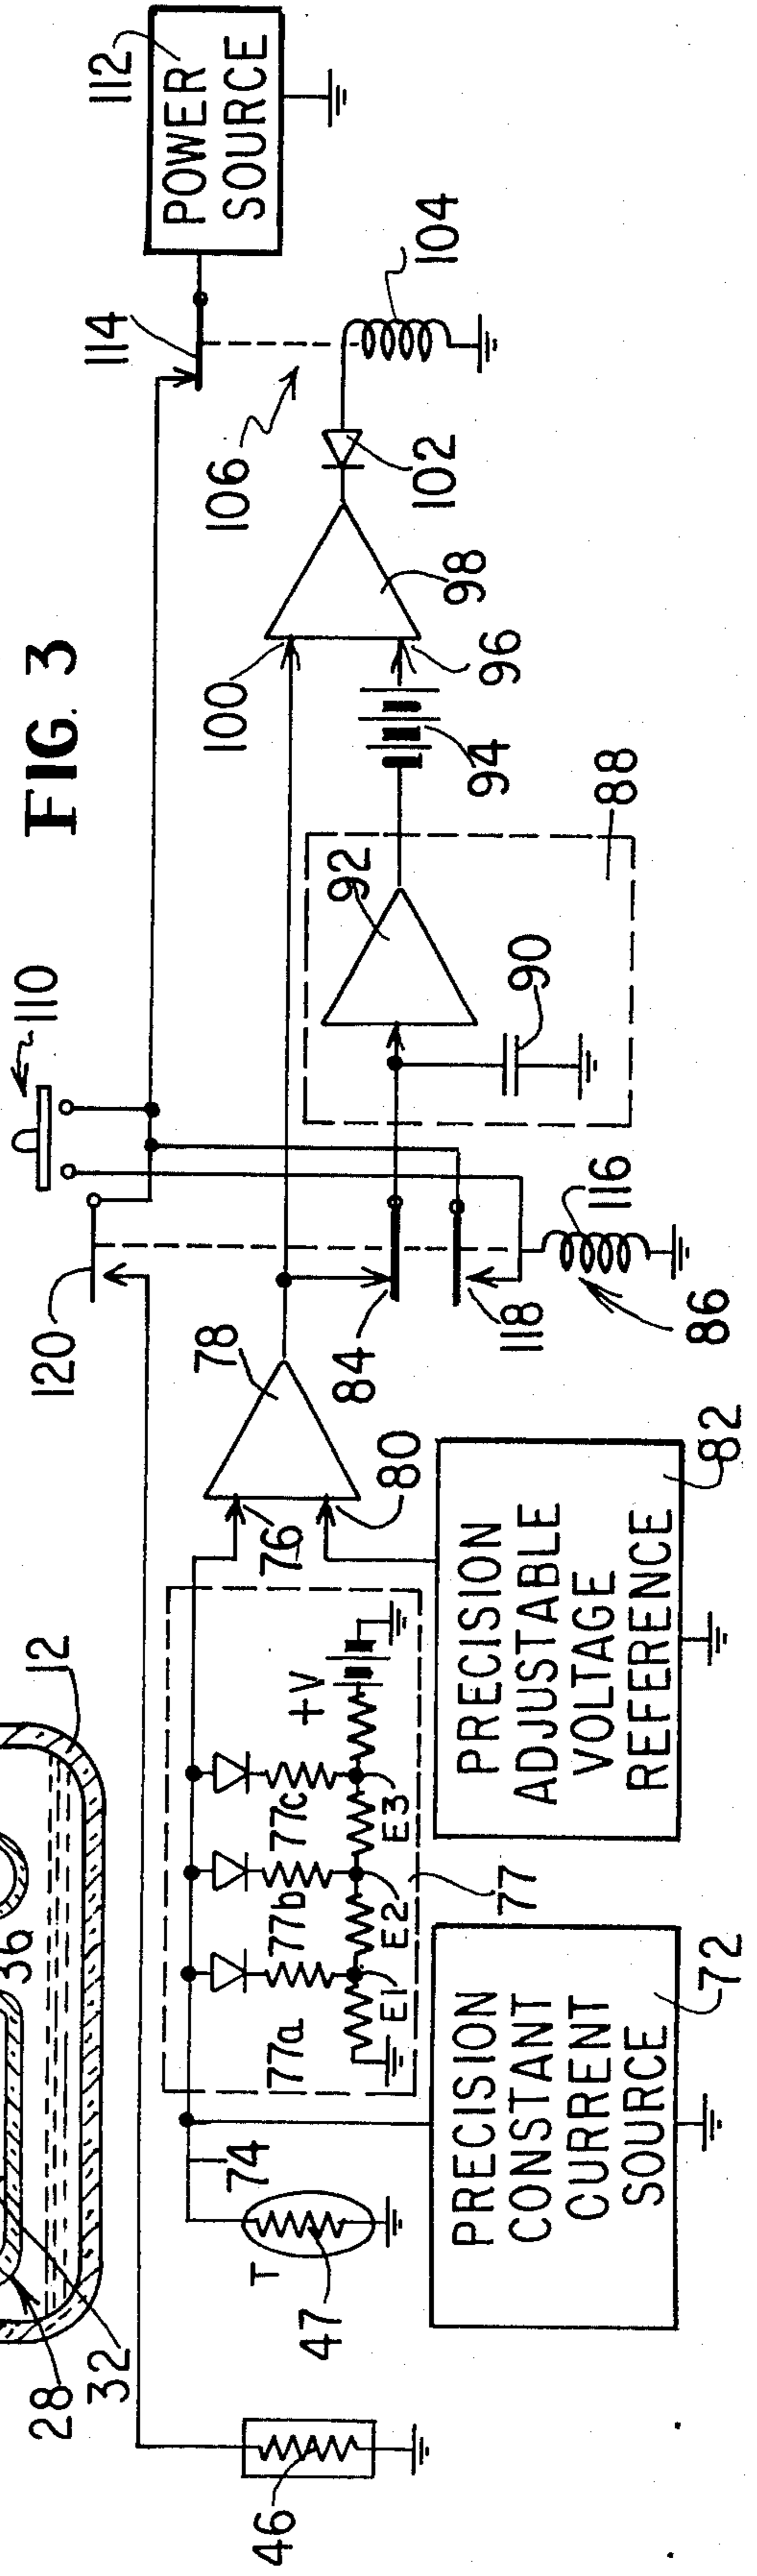 FIG. 3
12
36
28
32
110
112
POWER
SOURCE
114
120
106
104
102
100
98
96
94
92
90
88
78
84
118
116
86
76
80
82
PRECISION
ADJUSTABLE
VOLTAGE
REFERENCE
+V
77a
77b
77c
E1
E2
E3
77
74
T
47
46
72
PRECISION
CONSTANT
CURRENT
SOURCE